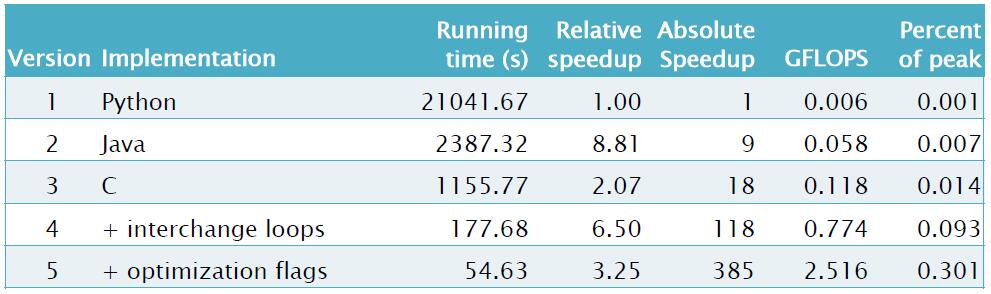 Running Relative Absolute Percent
Version Implementation time (s) speedup Speedup GFLOPS of peak
1 Python 21041.67 1.00 1 0.006 0.001
2 Java 2387.32 8.81 9 0.058 0.007
3 C 1155.77 2.07 18 0.118 0.014
4 + interchange loops 177.68 6.50 118 0.774 0.093
5 + optimization flags 54.63 3.25 385 2.516 0.301